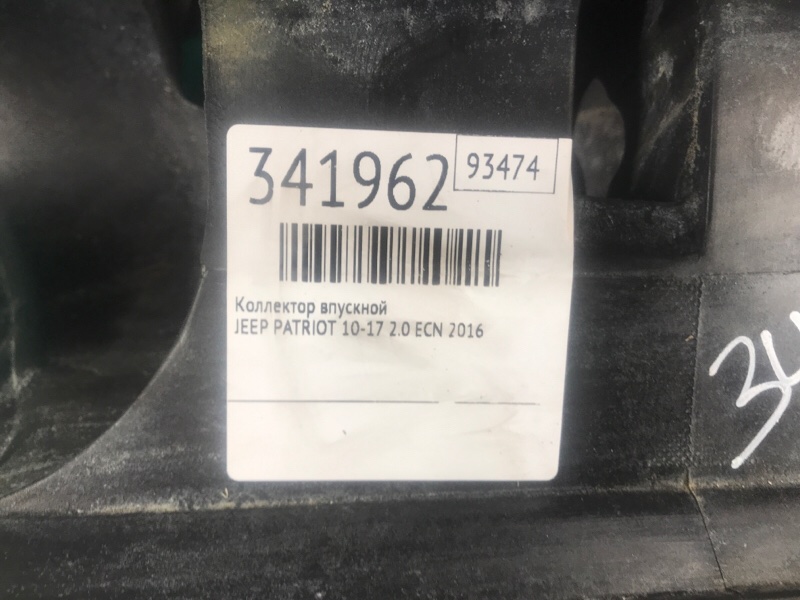 341962
93474
Коллектор впускной
JEEP PATRIOT 10-17 2.0 ECN 2016